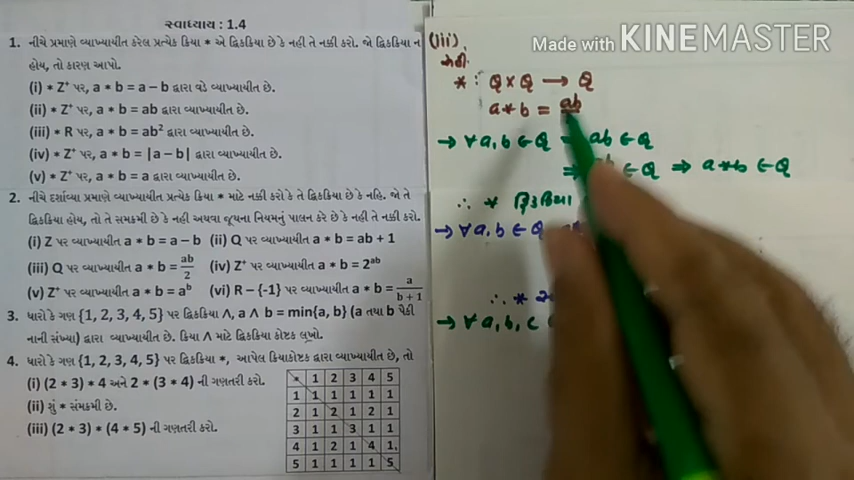 સ્વાધ્યાય : 1.4
1. નીચે પ્રમાણે વ્યાખ્યાયીત કરેલ પ્રત્યેક ક્રિયા * એ દ્વિક્રિયા છે કે નહી તે નક્કી કરો. જો દ્વિક્રિયા ન
હોય, તો કારણ આપો.
(i) * Z⁺ પર, a * b = a – b દ્વારા વડે વ્યાખ્યાયીત છે.
(ii) * Z⁺ પર, a * b = ab દ્વારા વ્યાખ્યાયીત છે.
(iii) * R પર, a * b = ab² દ્વારા વ્યાખ્યાયીત છે.
(iv) * Z⁺ પર, a * b = |a – b| દ્વારા વ્યાખ્યાયીત છે.
(v) * Z⁺ પર, a * b = a દ્વારા વ્યાખ્યાયીત છે.
2. નીચે દર્શાવ્યા પ્રમાણે વ્યાખ્યાયીત પ્રત્યેક ક્રિયા * માટે નક્કી કરો કે તે દ્વિક્રિયા છે કે નહિ. જો તે
દ્વિક્રિયા હોય, તો તે સમક્રમી છે કે નહી અથવા જૂથના નિયમનું પાલન કરે છે કે નહી તે નક્કી કરો.
(i) Z પર વ્યાખ્યાયીત a * b = a – b (ii) Q પર વ્યાખ્યાયીત a * b = ab + 1
(iii) Q પર વ્યાખ્યાયીત a * b = ab/2 (iv) Z⁺ પર વ્યાખ્યાયીત a * b = 2ᵃᵇ
(v) Z⁺ પર વ્યાખ્યાયીત a * b = aᵇ (vi) R – {-1} પર વ્યાખ્યાયીત a * b = a/(b + 1)
3. ધારો કે ગણ {1, 2, 3, 4, 5} પર દ્વિક્રિયા ∧, a ∧ b = min{a, b} (a તથા b પૈકી
નાની સંખ્યા) દ્વારા વ્યાખ્યાયીત છે. ક્રિયા ∧ માટે દ્વિક્રિયા કોષ્ટક લખો.
4. ધારો કે ગણ {1, 2, 3, 4, 5} પર દ્વિક્રિયા *, આપેલ ક્રિયાકોષ્ટક દ્વારા વ્યાખ્યાયીત છે, તો
(i) (2 * 3) * 4 અને 2 * (3 * 4) ની ગણતરી કરો.
(ii) શું * સંમક્રમી છે.
(iii) (2 * 3) * (4 * 5) ની ગણતરી કરો.
* 1 2 3 4 5
1 1 1 1 1 1
2 1 2 1 2 1
3 1 1 3 1 1
4 1 2 1 4 1
5 1 1 1 1 5
Made with KINEMASTER
(iii)
* : Q × Q → Q
a * b = ab
→ ∀ a, b ∈ Q ab ∈ Q
⇒ ∈ Q ⇒ a * b ∈ Q
∴ * દ્વિક્રિયા
→ ∀ a, b ∈ Q
∴ *
→ ∀ a, b, c